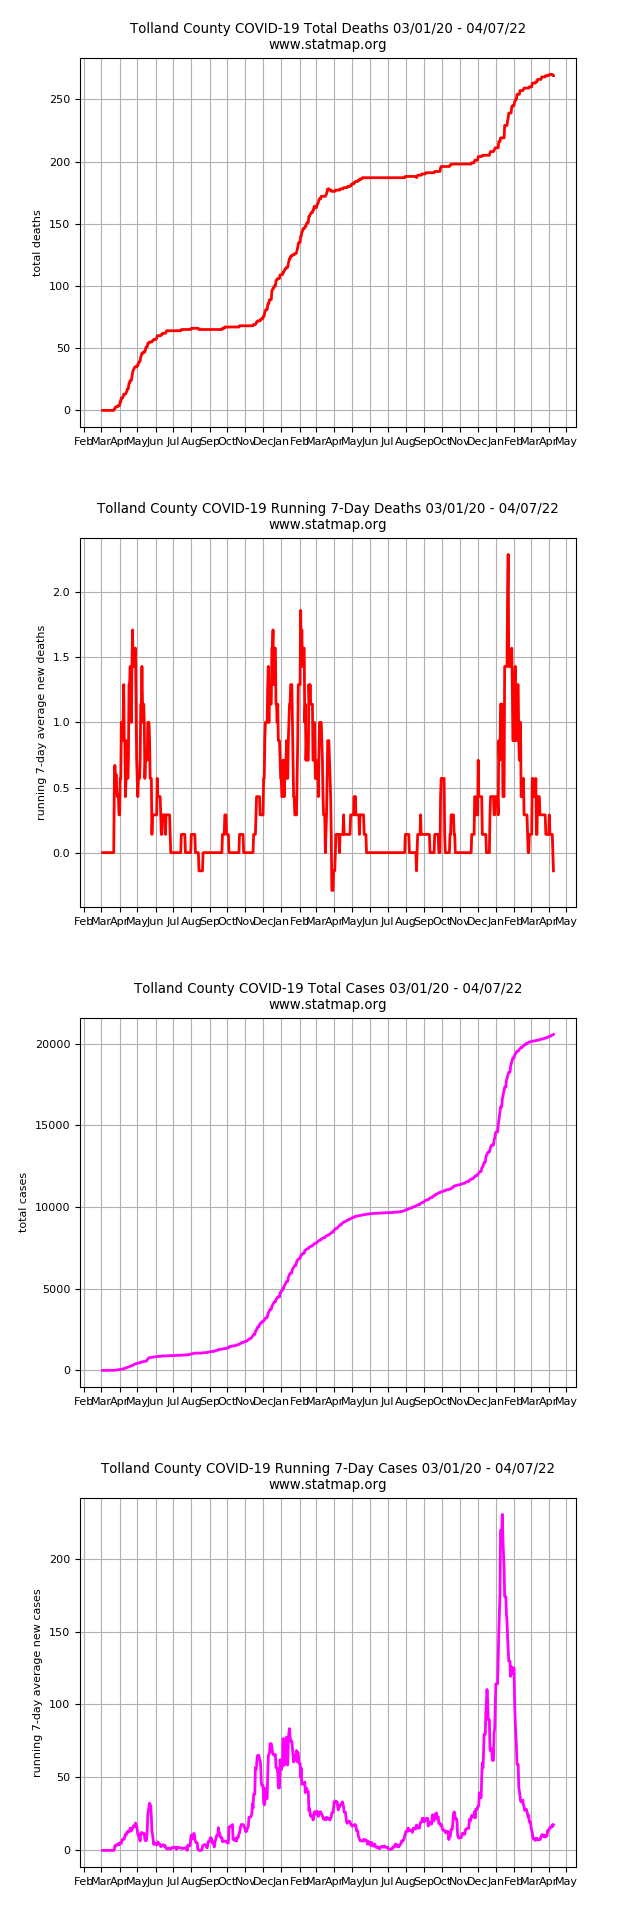 Tolland County COVID-19 Total Deaths 03/01/20 - 04/07/22
www.statmap.org
total deaths
250
200
150
100
50
0
Feb Mar Apr May Jun Jul Aug Sep Oct Nov Dec Jan Feb Mar Apr May Jun Jul Aug Sep Oct Nov Dec Jan Feb Mar Apr May
Tolland County COVID-19 Running 7-Day Deaths 03/01/20 - 04/07/22
www.statmap.org
running 7-day average new deaths
2.0
1.5
1.0
0.5
0.0
Feb Mar Apr May Jun Jul Aug Sep Oct Nov Dec Jan Feb Mar Apr May Jun Jul Aug Sep Oct Nov Dec Jan Feb Mar Apr May
Tolland County COVID-19 Total Cases 03/01/20 - 04/07/22
www.statmap.org
total cases
20000
15000
10000
5000
0
Feb Mar Apr May Jun Jul Aug Sep Oct Nov Dec Jan Feb Mar Apr May Jun Jul Aug Sep Oct Nov Dec Jan Feb Mar Apr May
Tolland County COVID-19 Running 7-Day Cases 03/01/20 - 04/07/22
www.statmap.org
running 7-day average new cases
200
150
100
50
0
Feb Mar Apr May Jun Jul Aug Sep Oct Nov Dec Jan Feb Mar Apr May Jun Jul Aug Sep Oct Nov Dec Jan Feb Mar Apr May